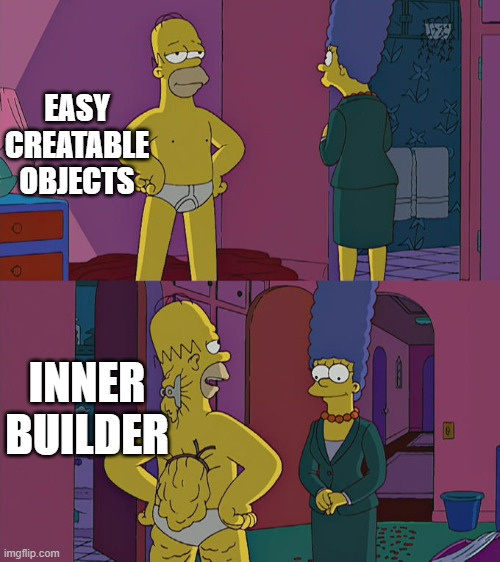 EASY
CREATABLE
OBJECTS
INNER
BUILDER
imgflip.com